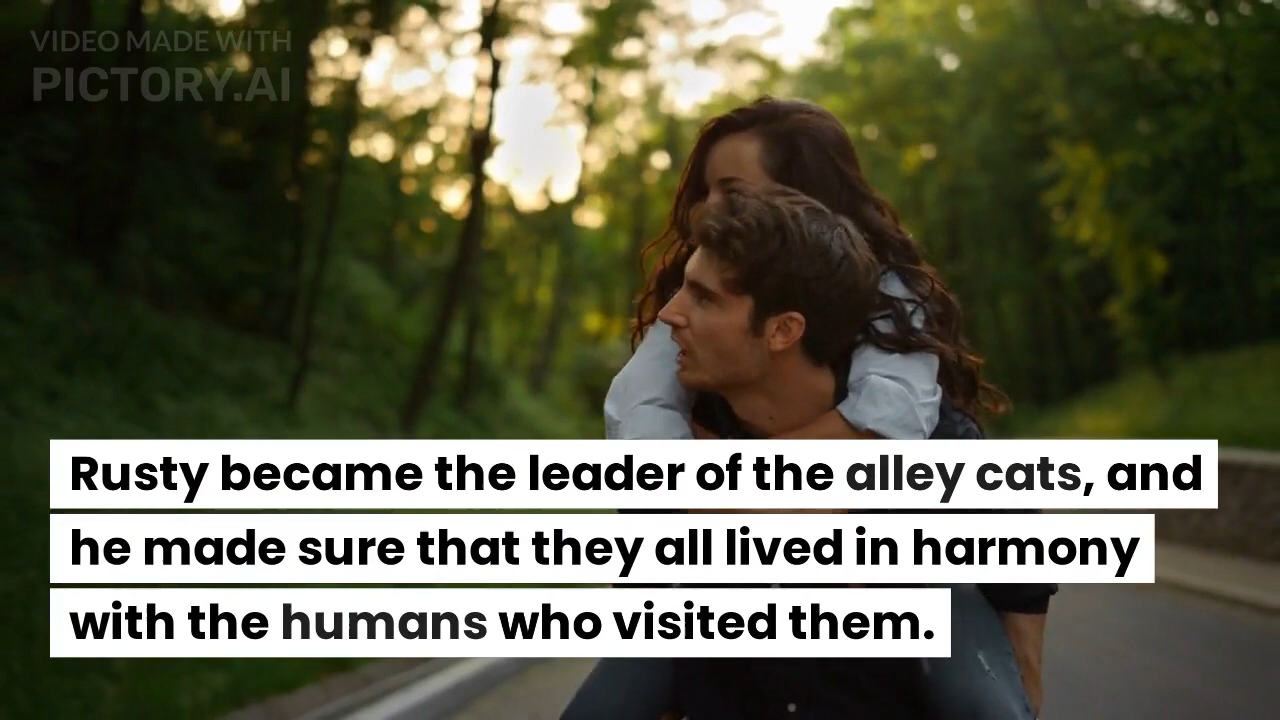 VIDEO MADE WITH
PICTORY.AI
Rusty became the leader of the alley cats, and
he made sure that they all lived in harmony
with the humans who visited them.